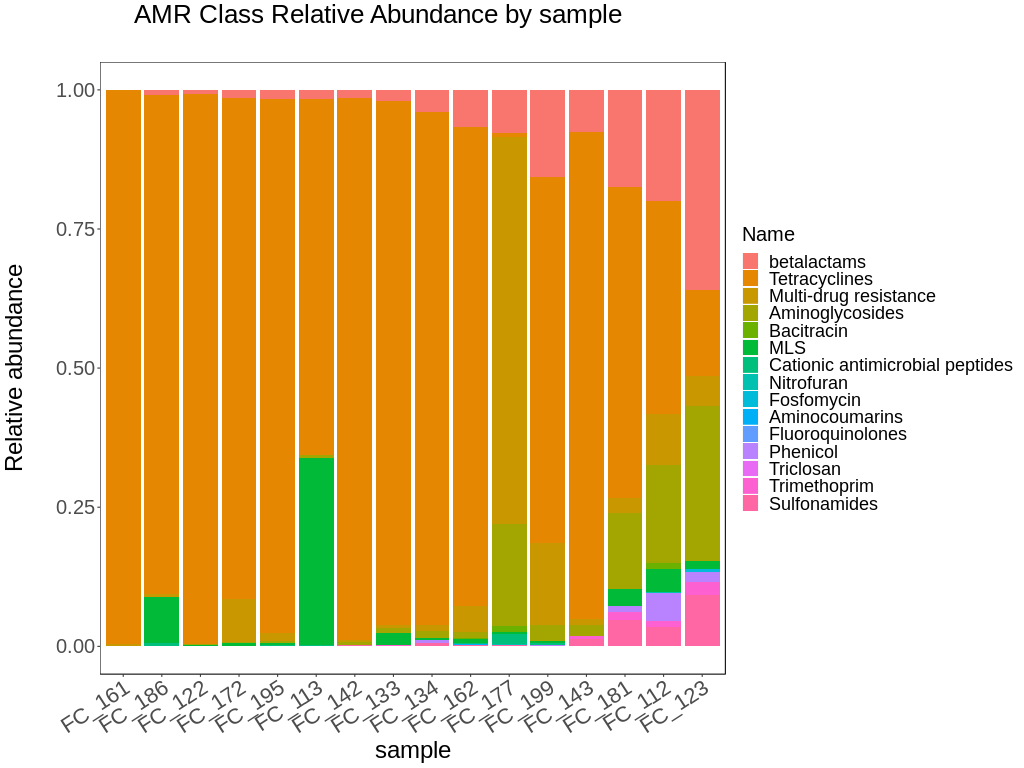 AMR Class Relative Abundance by sample
Relative abundance
1.00
0.75
0.50
0.25
0.00
FC_161
FC_186
FC_122
FC_172
FC_195
FC_113
FC_142
FC_133
FC_134
FC_162
FC_177
FC_199
FC_143
FC_181
FC_112
FC_123
sample
Name
betalactams
Tetracyclines
Multi-drug resistance
Aminoglycosides
Bacitracin
MLS
Cationic antimicrobial peptides
Nitrofuran
Fosfomycin
Aminocoumarins
Fluoroquinolones
Phenicol
Triclosan
Trimethoprim
Sulfonamides